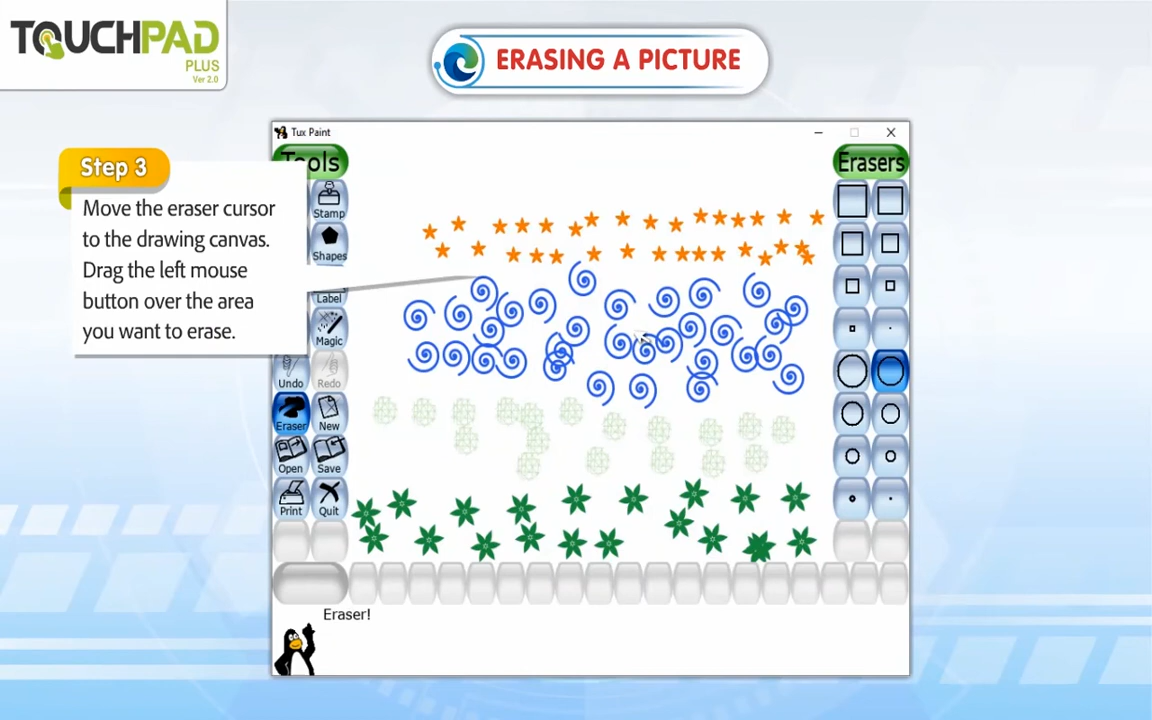 TOUCHPAD
PLUS
Ver 2.0
ERASING A PICTURE
Tux Paint
Step 3
Move the eraser cursor
to the drawing canvas.
Drag the left mouse
button over the area
you want to erase.
Tools
Stamp
Shapes
Label
Magic
Undo
Redo
Eraser
New
Open
Save
Print
Quit
Erasers
Eraser!